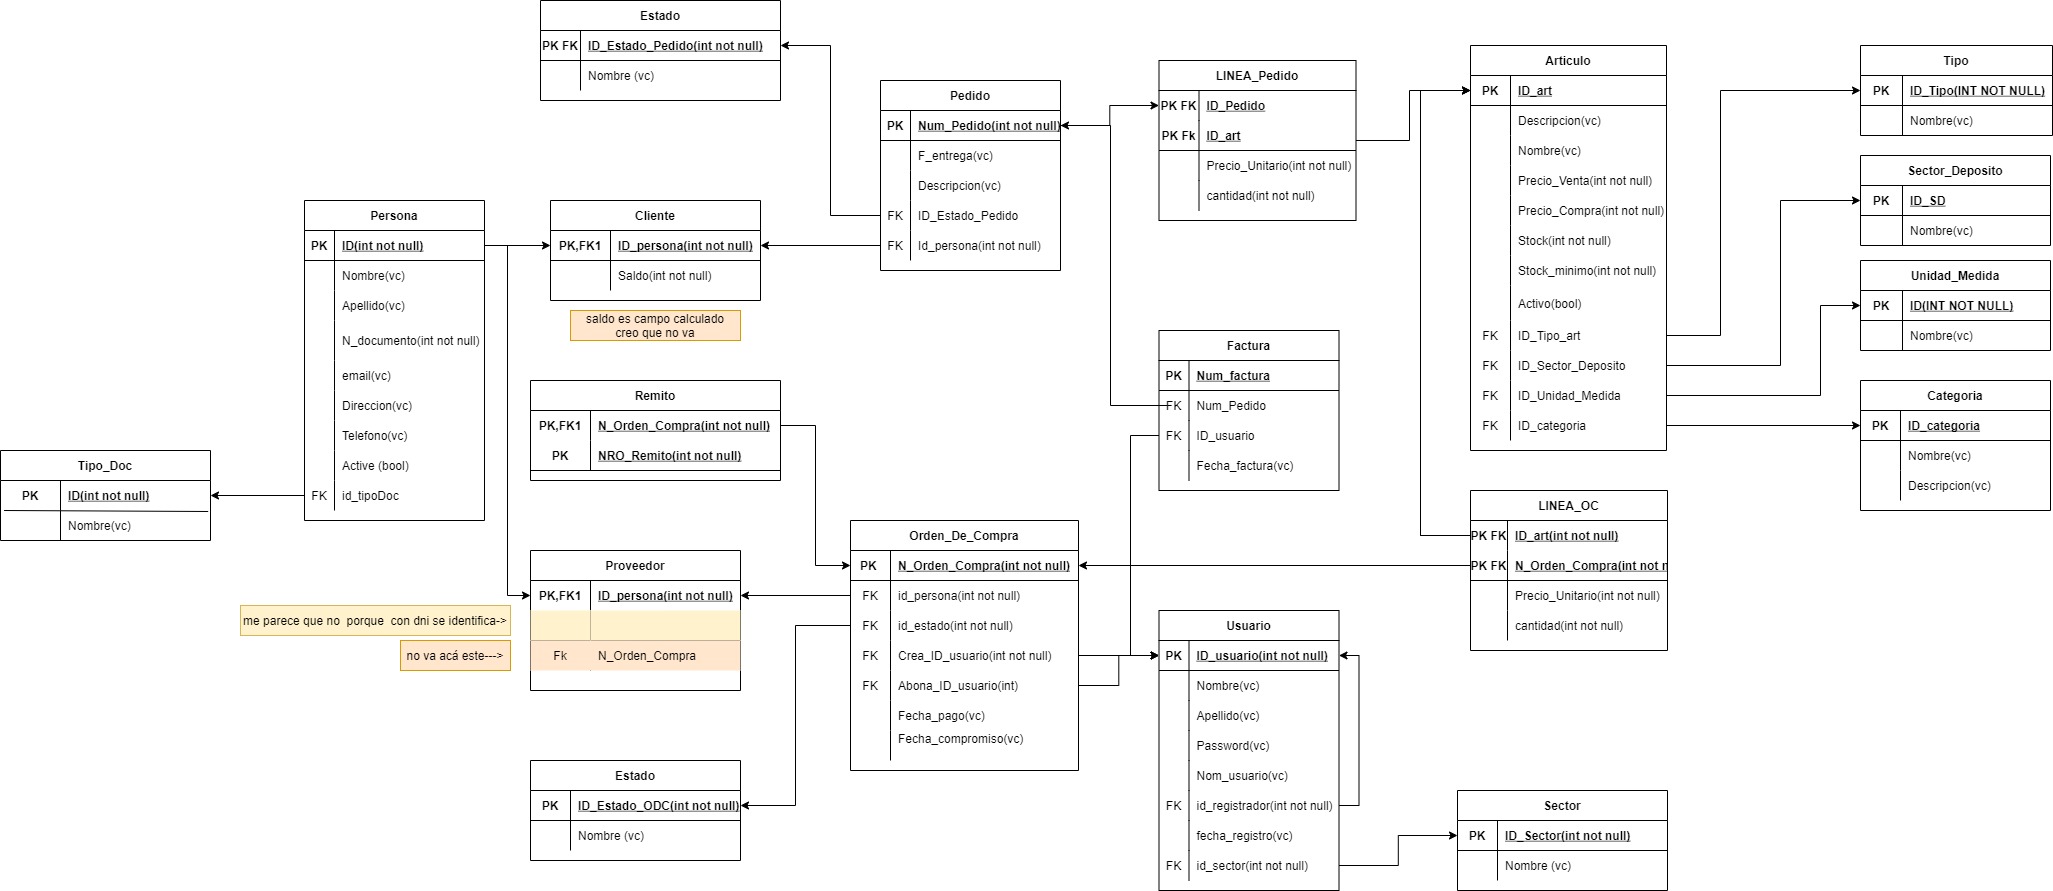 Estado
PK FK ID_Estado_Pedido(int not null)
Nombre (vc)
Pedido
PK Num_Pedido(int not null)
F_entrega(vc)
Descripcion(vc)
FK ID_Estado_Pedido
FK Id_persona(int not null)
LINEA_Pedido
PK FK ID_Pedido
PK Fk ID_art
Precio_Unitario(int not null)
cantidad(int not null)
Articulo
PK ID_art
Descripcion(vc)
Nombre(vc)
Precio_Venta(int not null)
Precio_Compra(int not null)
Stock(int not null)
Stock_minimo(int not null)
Activo(bool)
FK ID_Tipo_art
FK ID_Sector_Deposito
FK ID_Unidad_Medida
FK ID_categoria
Tipo
PK ID_Tipo(INT NOT NULL)
Nombre(vc)
Sector_Deposito
PK ID_SD
Nombre(vc)
Unidad_Medida
PK ID(INT NOT NULL)
Nombre(vc)
Categoria
PK ID_categoria
Nombre(vc)
Descripcion(vc)
Persona
PK ID(int not null)
Nombre(vc)
Apellido(vc)
N_documento(int not null)
email(vc)
Direccion(vc)
Telefono(vc)
Active (bool)
FK id_tipoDoc
Cliente
PK,FK1 ID_persona(int not null)
Saldo(int not null)
saldo es campo calculado
creo que no va
Factura
PK Num_factura
FK Num_Pedido
FK ID_usuario
Fecha_factura(vc)
Remito
PK,FK1 N_Orden_Compra(int not null)
PK NRO_Remito(int not null)
Tipo_Doc
PK ID(int not null)
Nombre(vc)
Proveedor
PK,FK1 ID_persona(int not null)
me parece que no porque con dni se identifica->
no va acá este--->
Fk N_Orden_Compra
Orden_De_Compra
PK N_Orden_Compra(int not null)
FK id_persona(int not null)
FK id_estado(int not null)
FK Crea_ID_usuario(int not null)
FK Abona_ID_usuario(int)
Fecha_pago(vc)
Fecha_compromiso(vc)
LINEA_OC
PK FK ID_art(int not null)
PK FK N_Orden_Compra(int not n
Precio_Unitario(int not null)
cantidad(int not null)
Usuario
PK ID_usuario(int not null)
Nombre(vc)
Apellido(vc)
Password(vc)
Nom_usuario(vc)
FK id_registrador(int not null)
fecha_registro(vc)
FK id_sector(int not null)
Estado
PK ID_Estado_ODC(int not null)
Nombre (vc)
Sector
PK ID_Sector(int not null)
Nombre (vc)